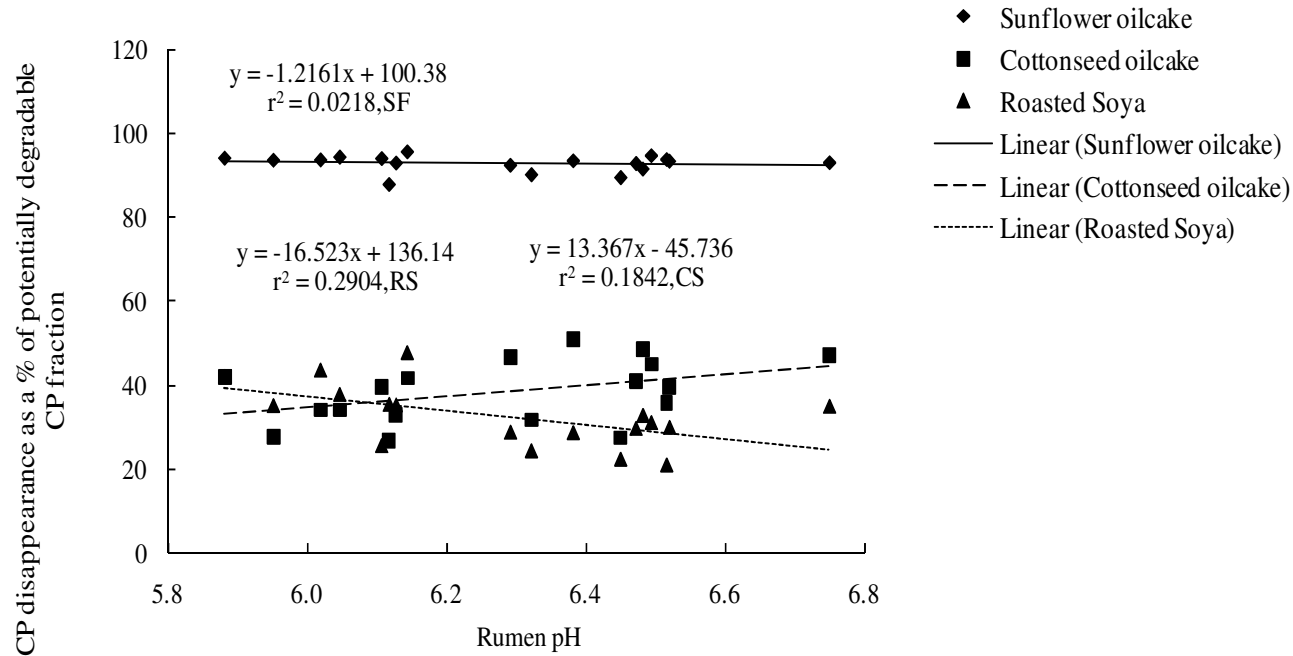 Sunflower oilcake
Cottonseed oilcake
Roasted Soya
Linear (Sunflower oilcake)
Linear (Cottonseed oilcake)
Linear (Roasted Soya)
CP disappearance as a % of potentially degradable
CP fraction
120
100
80
60
40
20
0
y = -1.2161x + 100.38
r² = 0.0218,SF
y = -16.523x + 136.14
r² = 0.2904,RS
y = 13.367x - 45.736
r² = 0.1842,CS
5.8 6.0 6.2 6.4 6.6 6.8
Rumen pH